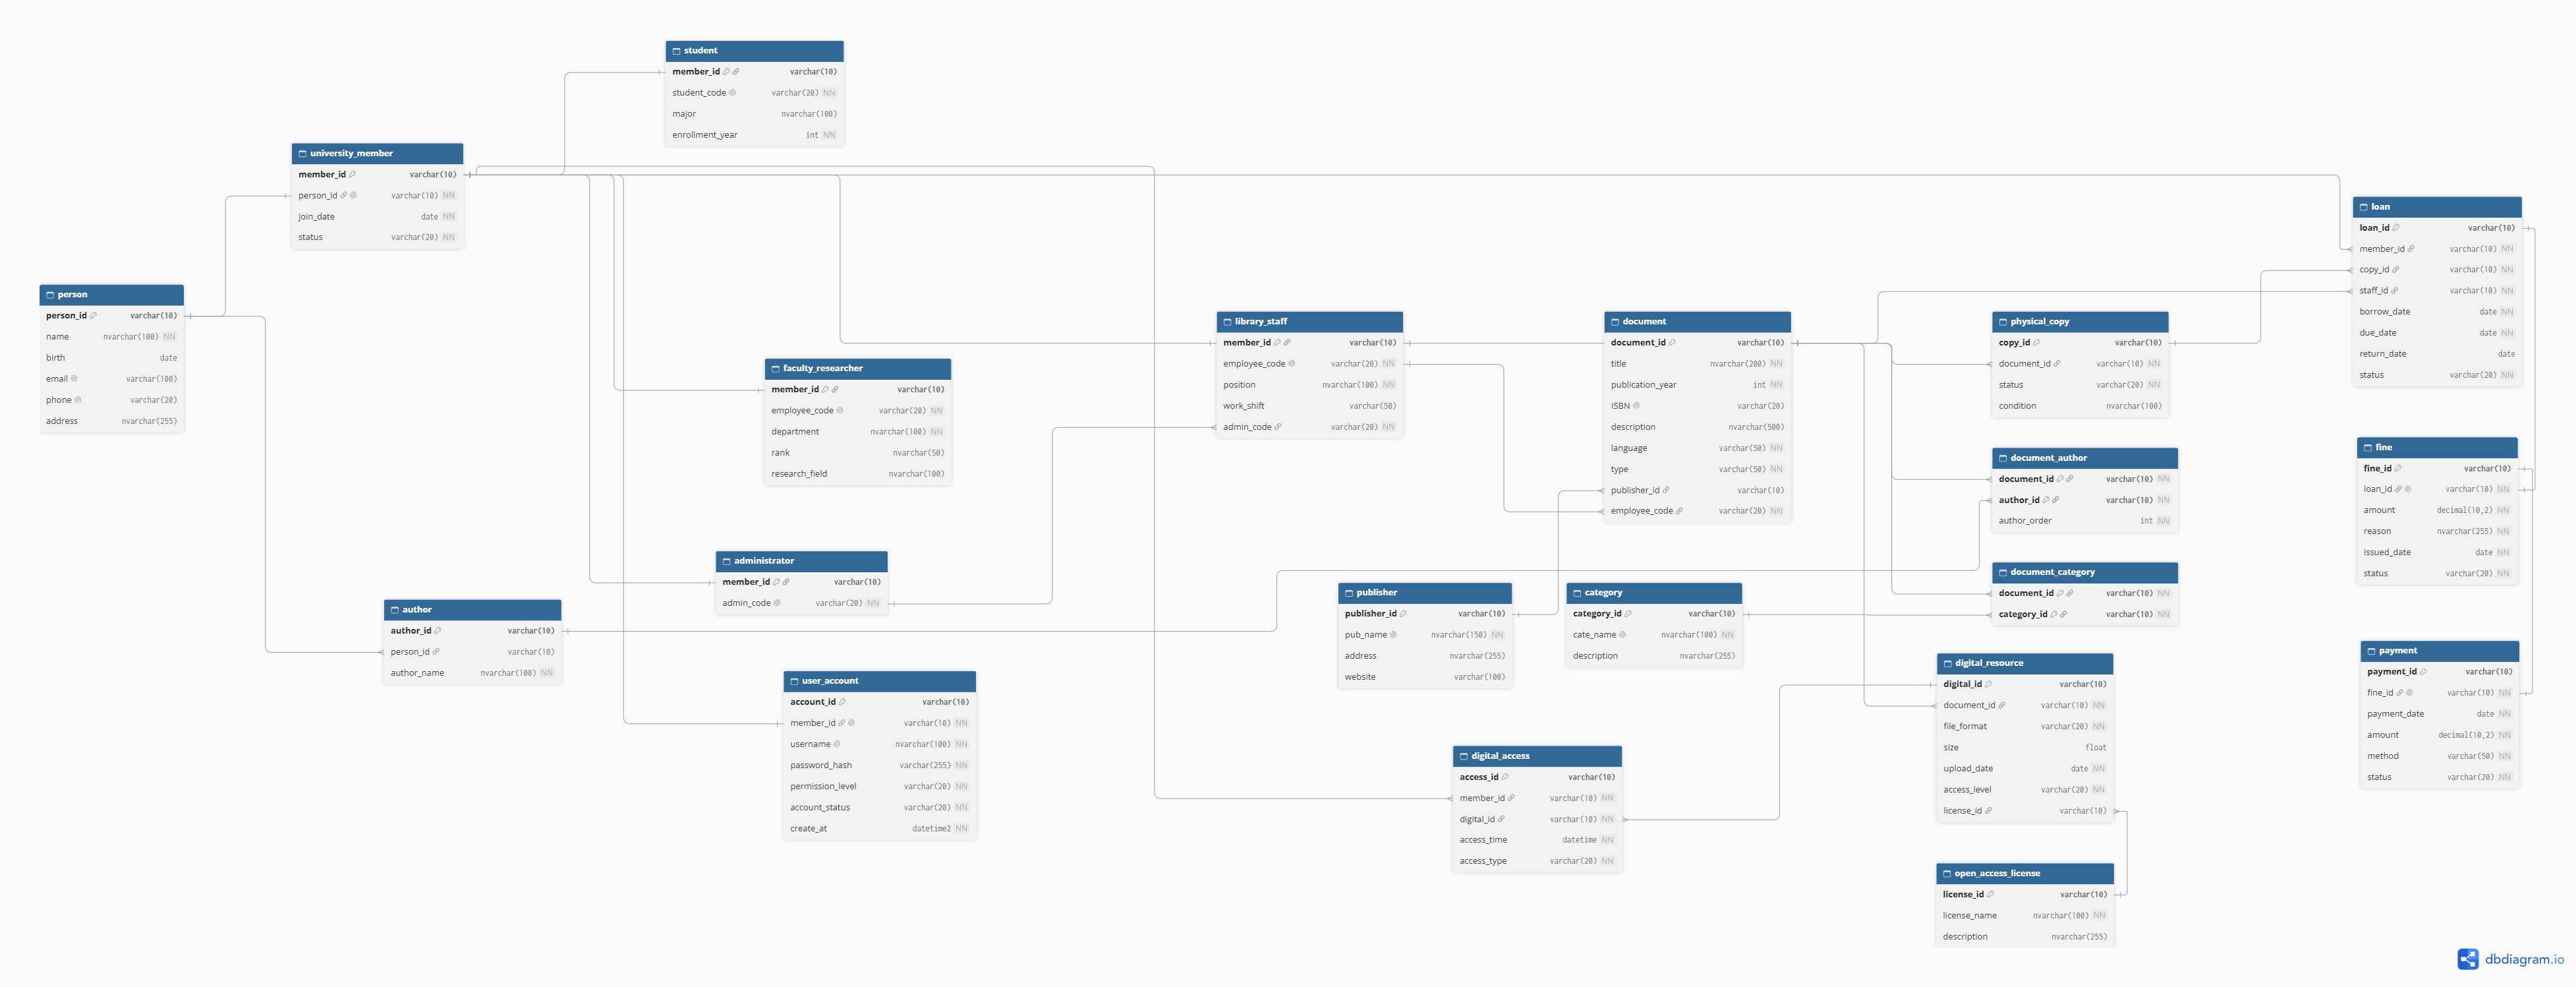 student
member_id varchar(10)
student_code varchar(20) NN
major nvarchar(100)
enrollment_year int NN
university_member
member_id varchar(10)
person_id varchar(10) NN
join_date date NN
status varchar(20) NN
person
person_id varchar(10)
name nvarchar(100) NN
birth date
email varchar(100)
phone varchar(20)
address nvarchar(255)
author
author_id varchar(10)
person_id varchar(10)
author_name nvarchar(100) NN
faculty_researcher
member_id varchar(10)
employee_code varchar(20) NN
department nvarchar(100) NN
rank nvarchar(50)
research_field nvarchar(100)
administrator
member_id varchar(10)
admin_code varchar(20) NN
user_account
account_id varchar(10)
member_id varchar(10) NN
username nvarchar(100) NN
password_hash varchar(255) NN
permission_level varchar(20) NN
account_status varchar(20) NN
create_at datetime2 NN
library_staff
member_id varchar(10)
employee_code varchar(20) NN
position nvarchar(100) NN
work_shift varchar(50)
admin_code varchar(20) NN
document
document_id varchar(10)
title nvarchar(200) NN
publication_year int NN
ISBN varchar(20)
description nvarchar(500)
language varchar(50) NN
type varchar(50) NN
publisher_id varchar(10)
employee_code varchar(20) NN
publisher
publisher_id varchar(10)
pub_name nvarchar(150) NN
address nvarchar(255)
website varchar(100)
category
category_id varchar(10)
cate_name nvarchar(100) NN
description nvarchar(255)
digital_access
access_id varchar(10)
member_id varchar(10) NN
digital_id varchar(10) NN
access_time datetime NN
access_type varchar(20) NN
physical_copy
copy_id varchar(10)
document_id varchar(10) NN
status varchar(20) NN
condition nvarchar(100)
document_author
document_id varchar(10) NN
author_id varchar(10) NN
author_order int NN
document_category
document_id varchar(10) NN
category_id varchar(10) NN
digital_resource
digital_id varchar(10)
document_id varchar(10) NN
file_format varchar(20) NN
size float
upload_date date NN
access_level varchar(20) NN
license_id varchar(10)
open_access_license
license_id varchar(10)
license_name nvarchar(100) NN
description nvarchar(255)
loan
loan_id varchar(10)
member_id varchar(10) NN
copy_id varchar(10) NN
staff_id varchar(10) NN
borrow_date date NN
due_date date NN
return_date date
status varchar(20) NN
fine
fine_id varchar(10)
loan_id varchar(10) NN
amount decimal(10,2) NN
reason nvarchar(255) NN
issued_date date NN
status varchar(20) NN
payment
payment_id varchar(10)
fine_id varchar(10) NN
payment_date date NN
amount decimal(10,2) NN
method varchar(50) NN
status varchar(20) NN
dbdiagram.io